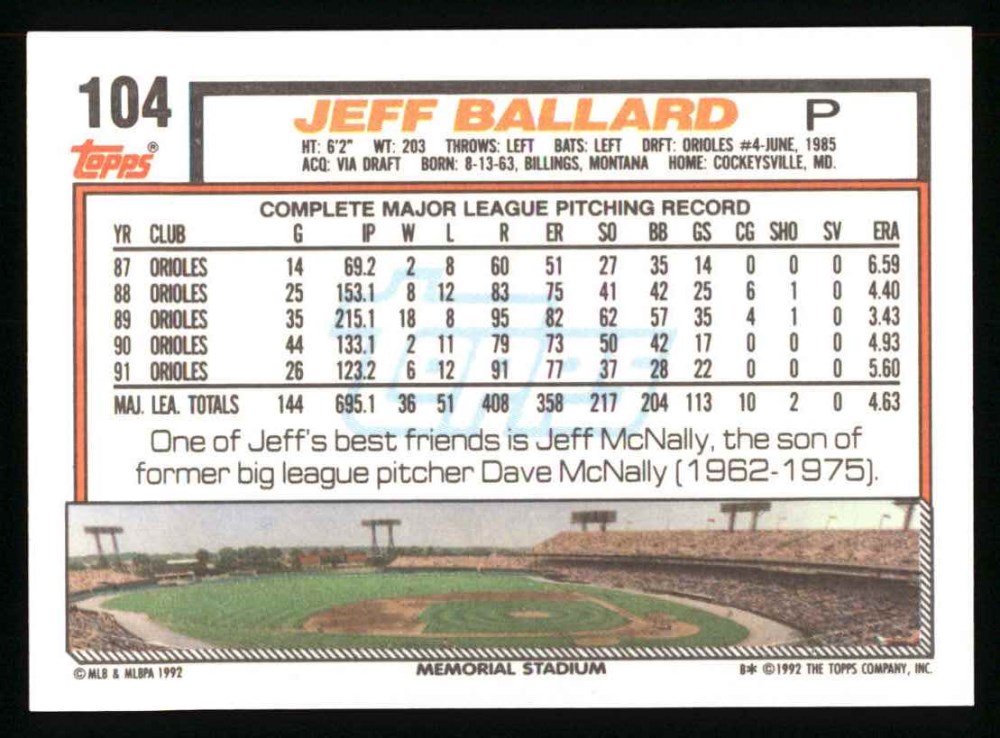 104
topps®
JEFF BALLARD P
HT: 6'2" WT: 203 THROWS: LEFT BATS: LEFT DRFT: ORIOLES #4-JUNE, 1985
ACQ: VIA DRAFT BORN: 8-13-63, BILLINGS, MONTANA HOME: COCKEYSVILLE, MD.
COMPLETE MAJOR LEAGUE PITCHING RECORD
YR CLUB G IP W L R ER SO BB GS CG SHO SV ERA
87 ORIOLES 14 69.2 2 8 60 51 27 35 14 0 0 0 6.59
88 ORIOLES 25 153.1 8 12 83 75 41 42 25 6 1 0 4.40
89 ORIOLES 35 215.1 18 8 95 82 62 57 35 4 1 0 3.43
90 ORIOLES 44 133.1 2 11 79 73 50 42 17 0 0 0 4.93
91 ORIOLES 26 123.2 6 12 91 77 37 28 22 0 0 0 5.60
MAJ. LEA. TOTALS 144 695.1 36 51 408 358 217 204 113 10 2 0 4.63
topps
One of Jeff's best friends is Jeff McNally, the son of
former big league pitcher Dave McNally (1962-1975).
© MLB & MLBPA 1992 MEMORIAL STADIUM B* © 1992 THE TOPPS COMPANY, INC.